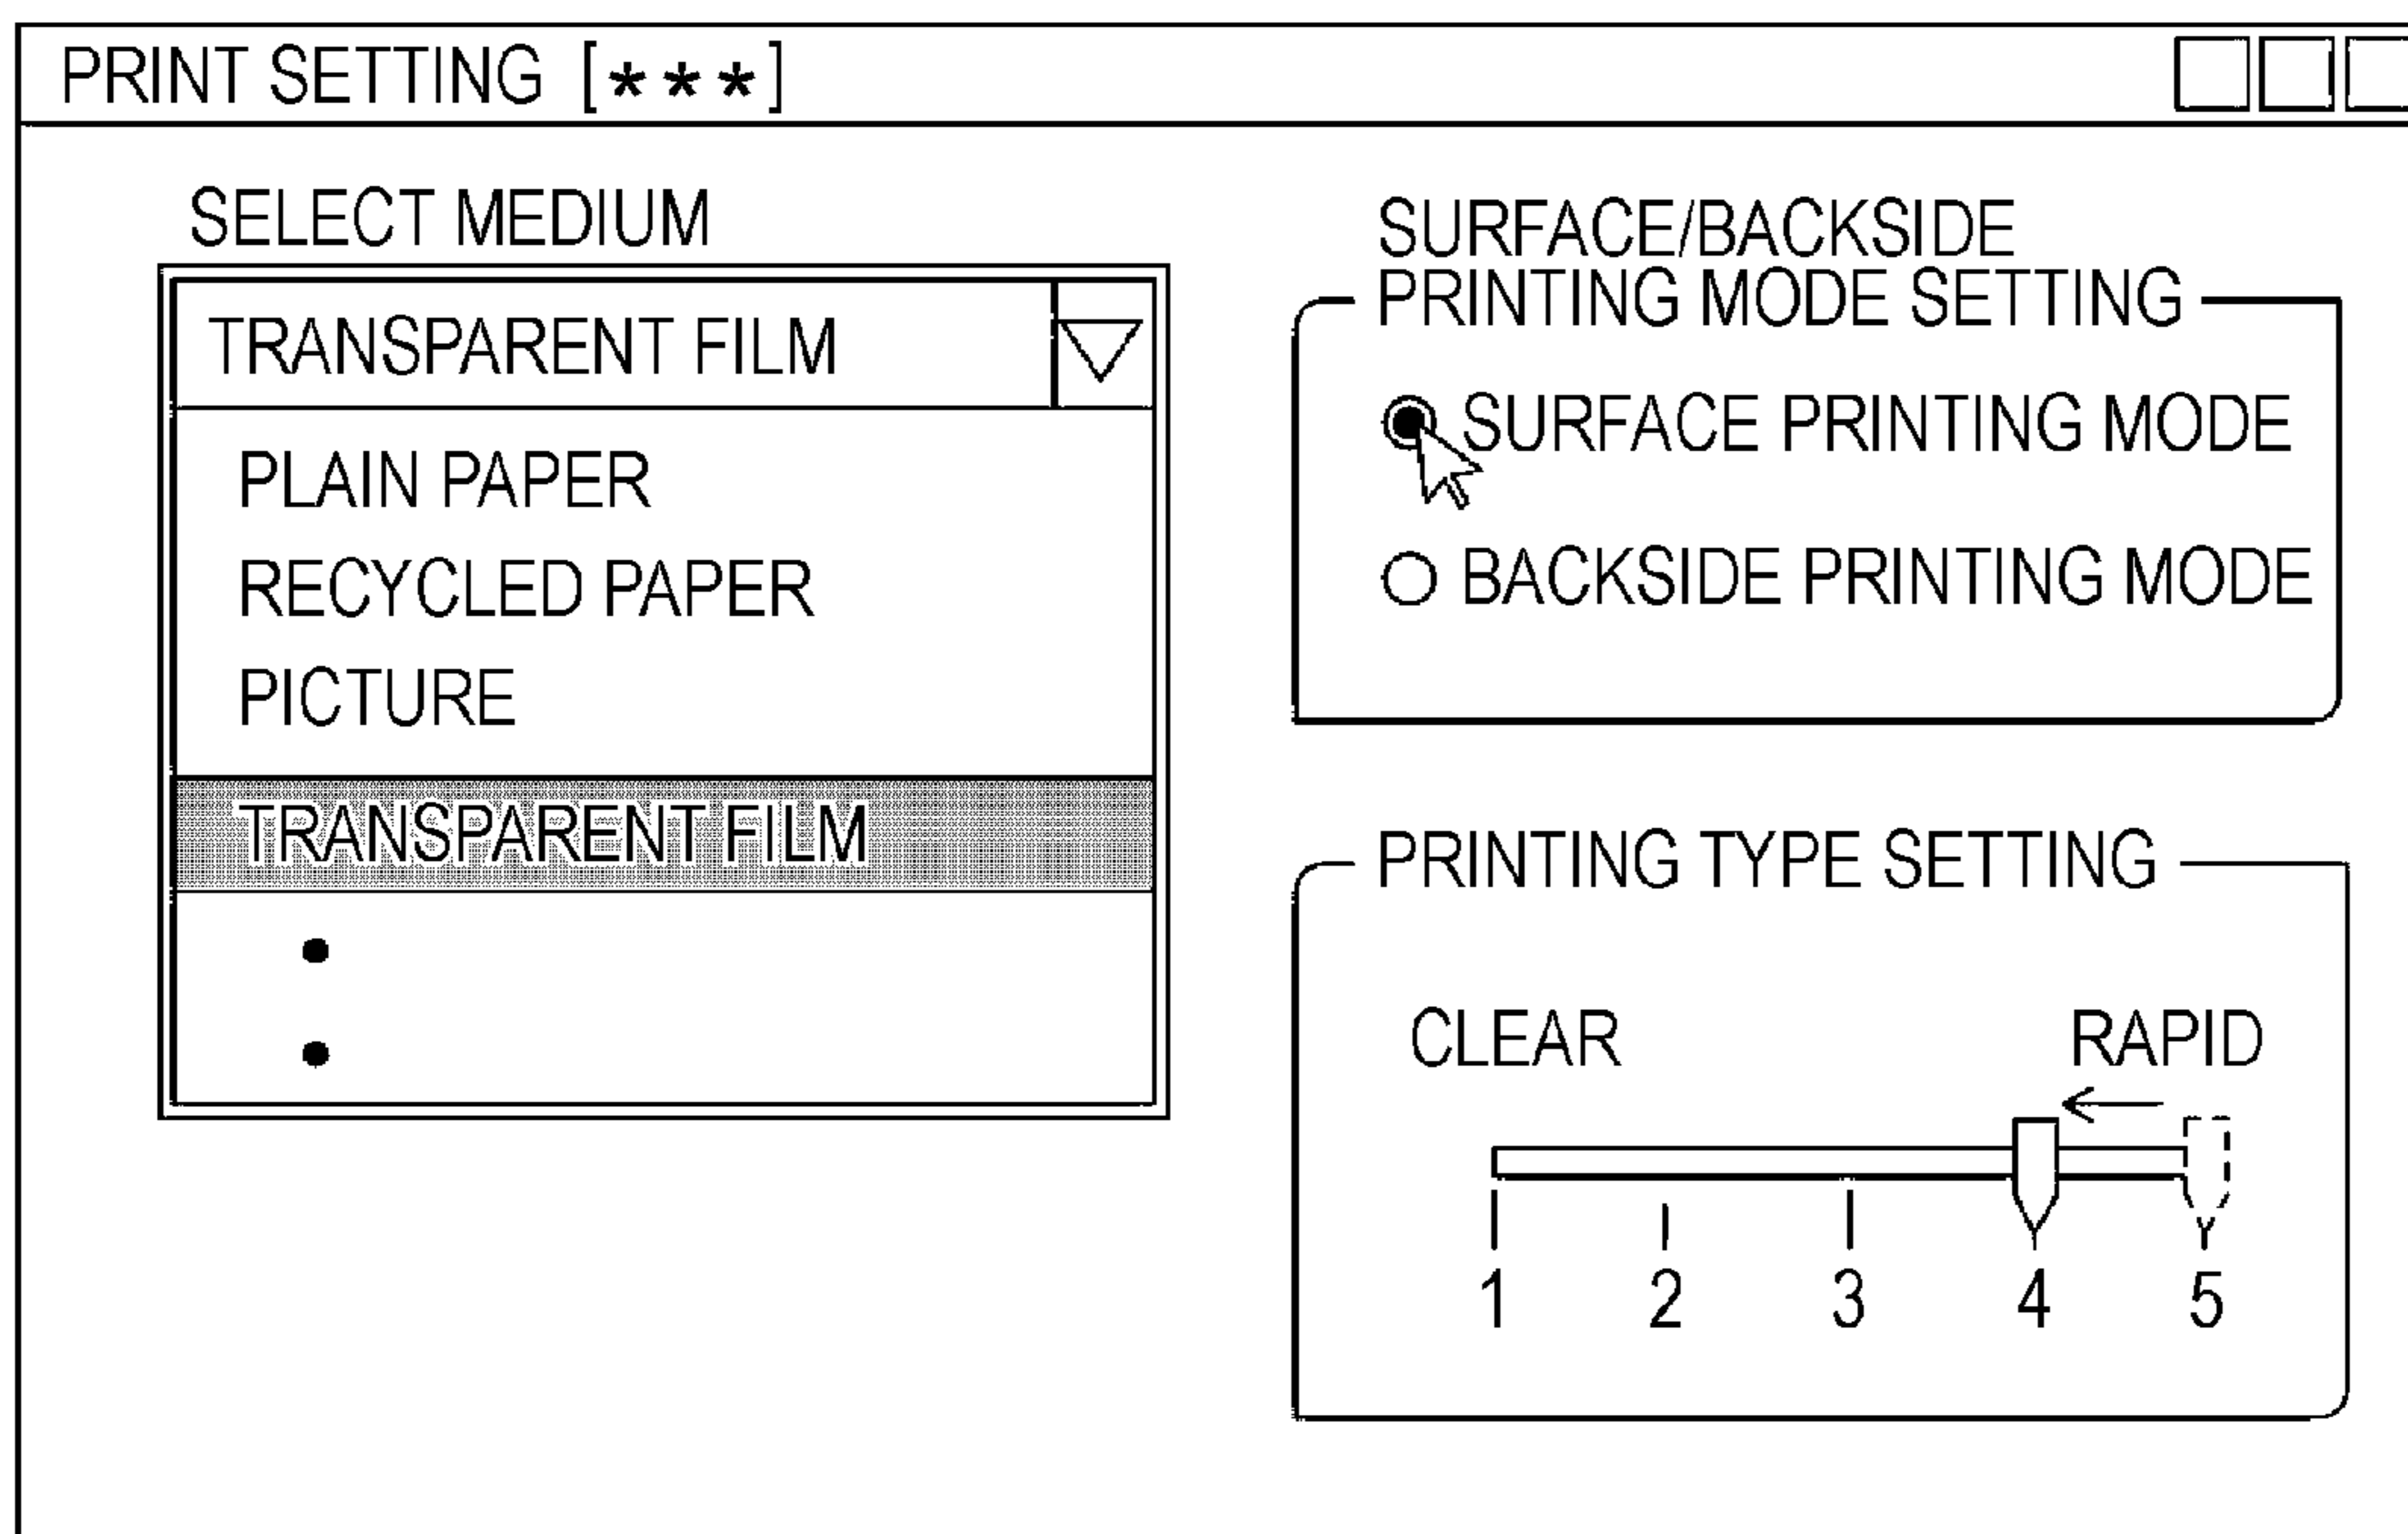 PRINT SETTING [***]
SELECT MEDIUM
TRANSPARENT FILM
PLAIN PAPER
RECYCLED PAPER
PICTURE
TRANSPARENT FILM
SURFACE/BACKSIDE
PRINTING MODE SETTING
SURFACE PRINTING MODE
BACKSIDE PRINTING MODE
PRINTING TYPE SETTING
CLEAR RAPID
1 2 3 4 5